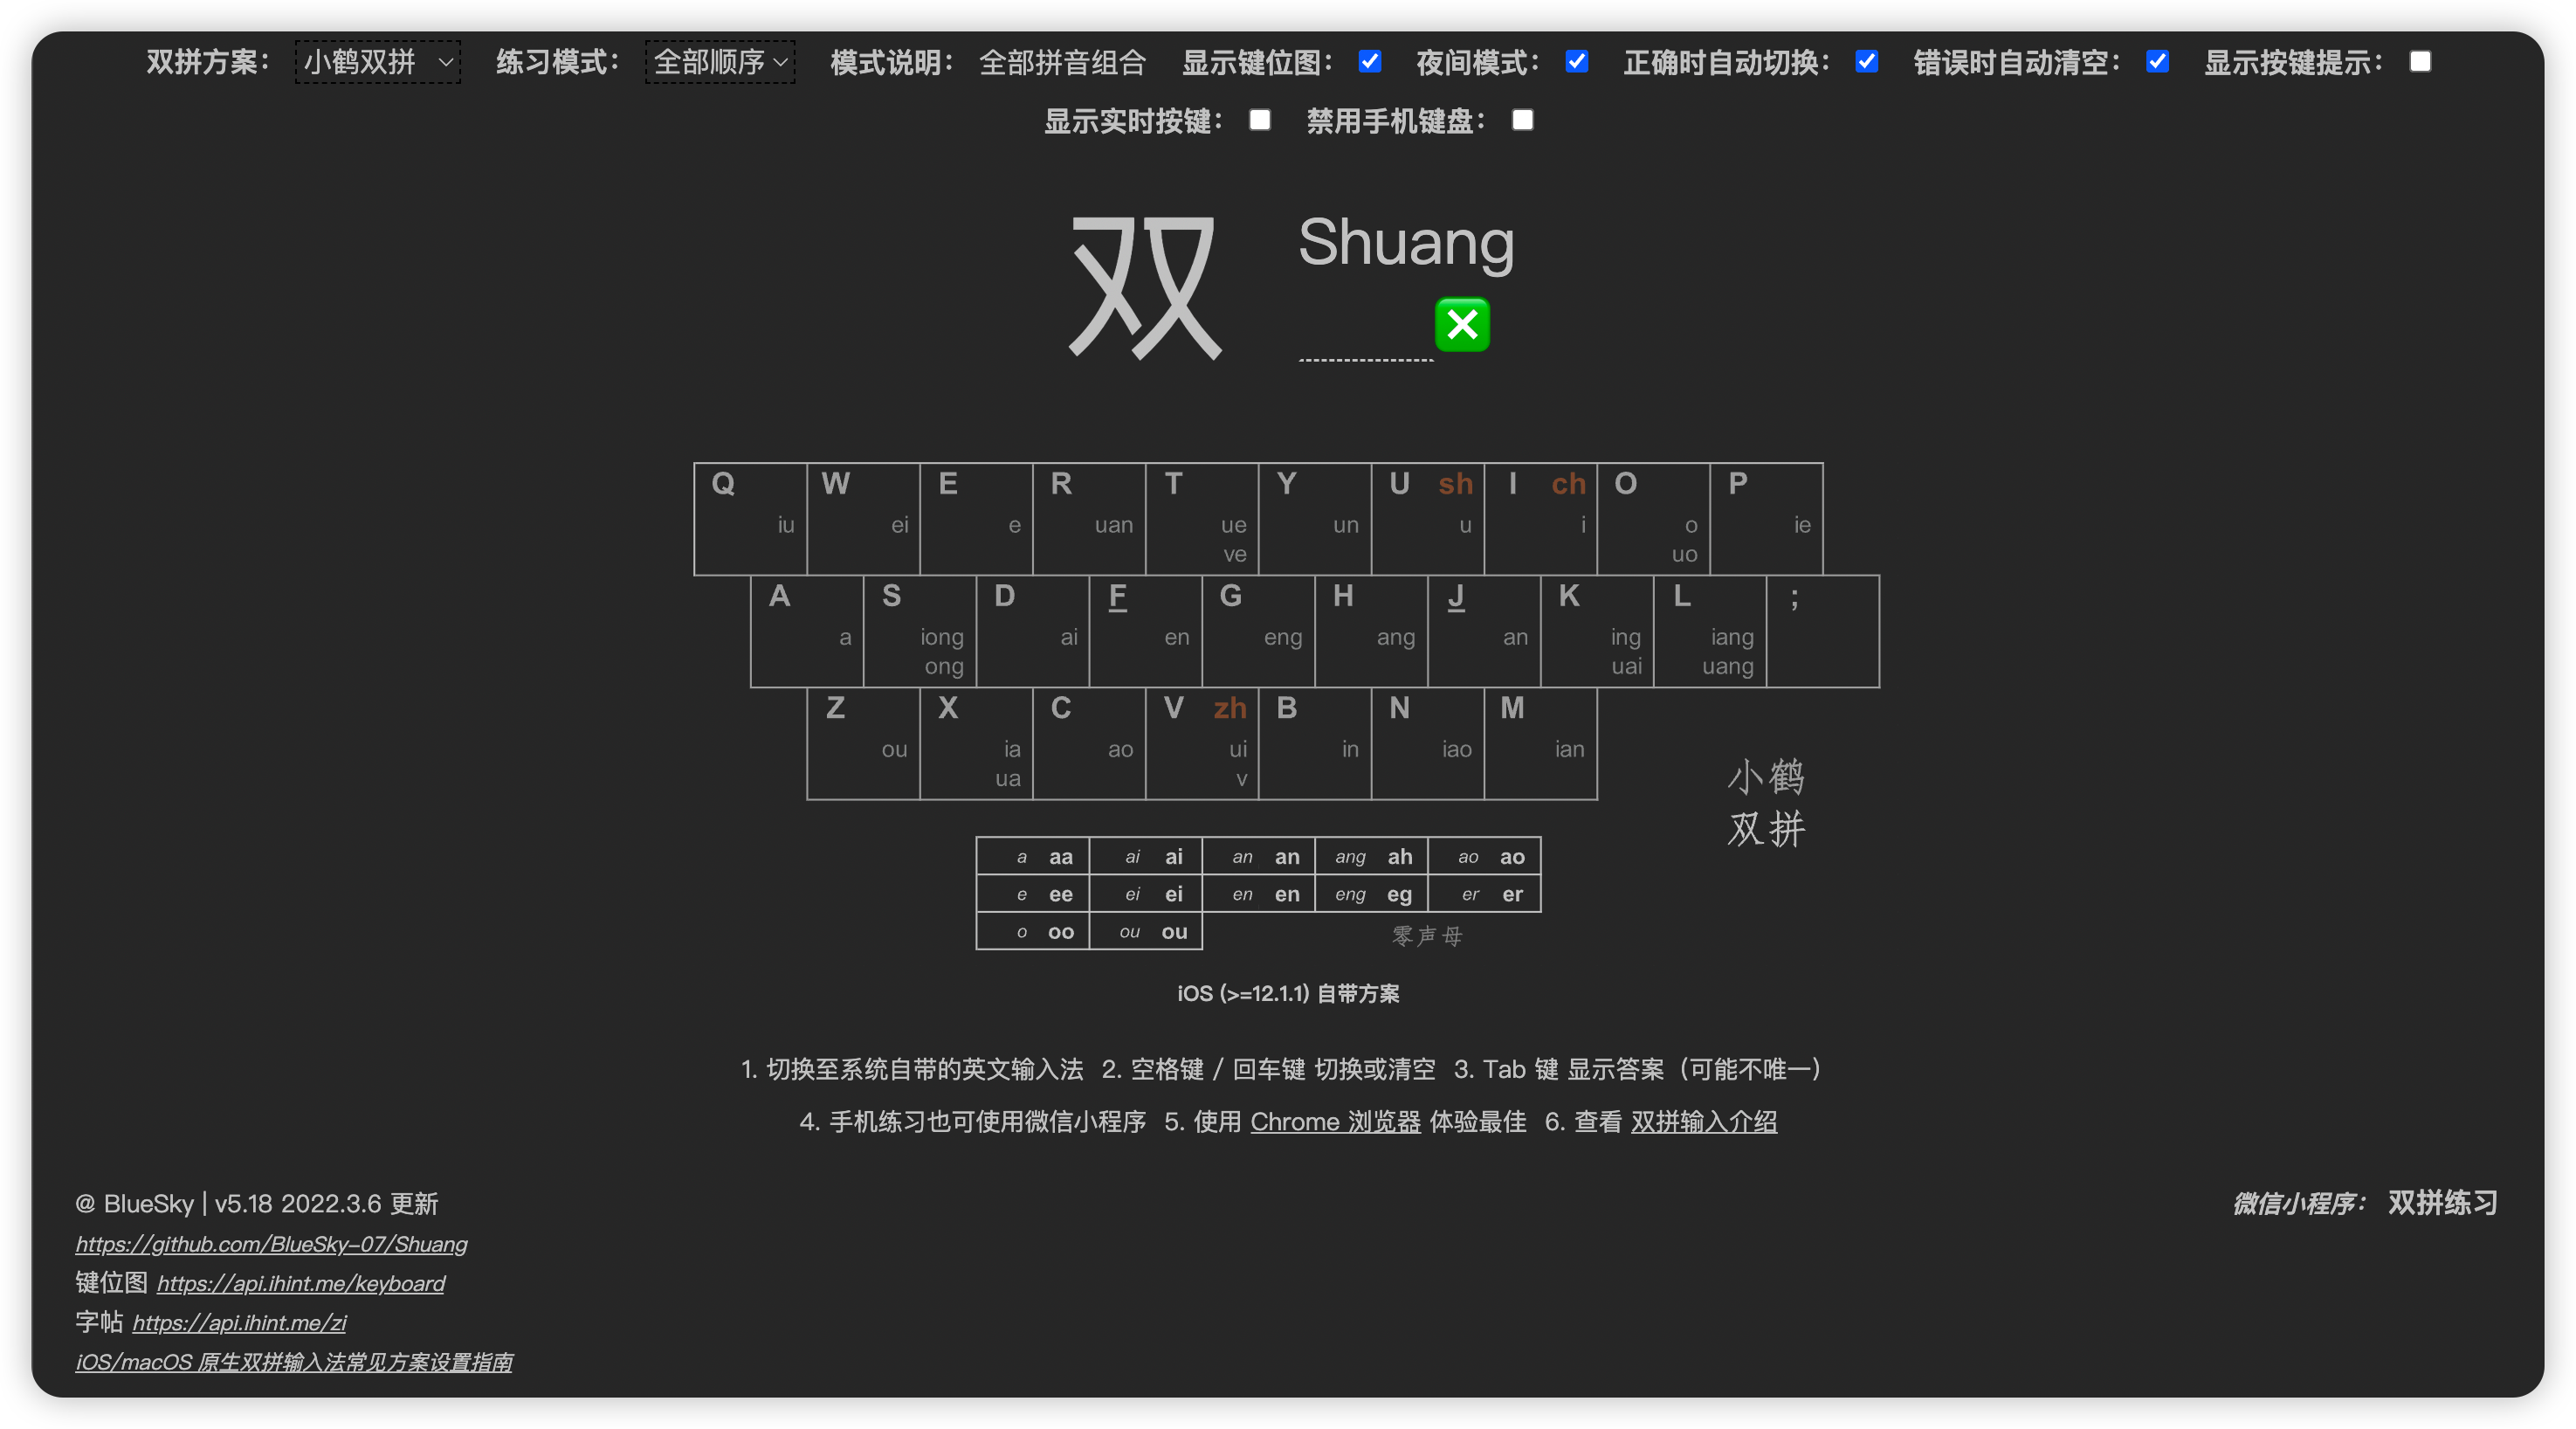 双拼方案： 小鹤双拼 练习模式： 全部顺序 模式说明： 全部拼音组合 显示键位图： 夜间模式： 正确时自动切换： 错误时自动清空： 显示按键提示：
显示实时按键： 禁用手机键盘：
双 Shuang
Q W E R T Y U sh I ch O P
iu ei e uan ue un u i o ie
ve uo
A S D F G H J K L ;
a iong ai en eng ang an ing iang
ong uai uang
Z X C V zh B N M
ou ia ao ui in iao ian
ua v
小鹤
双拼
a aa ai ai an an ang ah ao ao
e ee ei ei en en eng eg er er
o oo ou ou 零声母
iOS (>=12.1.1) 自带方案
1. 切换至系统自带的英文输入法 2. 空格键 / 回车键 切换或清空 3. Tab 键 显示答案（可能不唯一）
4. 手机练习也可使用微信小程序 5. 使用 Chrome 浏览器 体验最佳 6. 查看 双拼输入介绍
@ BlueSky | v5.18 2022.3.6 更新 微信小程序： 双拼练习
https://github.com/BlueSky-07/Shuang
键位图 https://api.ihint.me/keyboard
字帖 https://api.ihint.me/zi
iOS/macOS 原生双拼输入法常见方案设置指南